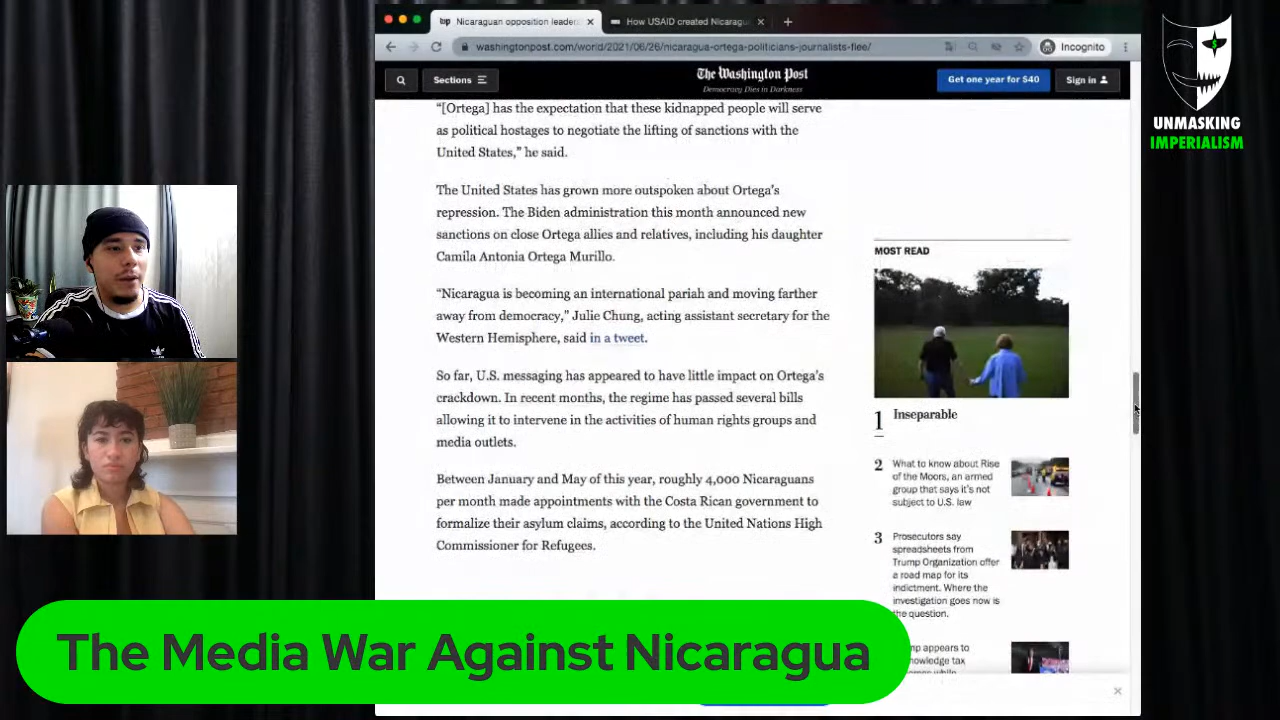 Nicaraguan opposition leader
How USAID created Nicaragu
washingtonpost.com/world/2021/06/26/nicaragua-ortega-politicians-journalists-flee/
Incognito
Sections
The Washington Post
Democracy Dies in Darkness
Get one year for $40
Sign in
UNMASKING
IMPERIALISM
“[Ortega] has the expectation that these kidnapped people will serve
as political hostages to negotiate the lifting of sanctions with the
United States,” he said.
The United States has grown more outspoken about Ortega’s
repression. The Biden administration this month announced new
sanctions on close Ortega allies and relatives, including his daughter
Camila Antonia Ortega Murillo.
“Nicaragua is becoming an international pariah and moving farther
away from democracy,” Julie Chung, acting assistant secretary for the
Western Hemisphere, said in a tweet.
So far, U.S. messaging has appeared to have little impact on Ortega’s
crackdown. In recent months, the regime has passed several bills
allowing it to intervene in the activities of human rights groups and
media outlets.
Between January and May of this year, roughly 4,000 Nicaraguans
per month made appointments with the Costa Rican government to
formalize their asylum claims, according to the United Nations High
Commissioner for Refugees.
MOST READ
1 Inseparable
2 What to know about Rise
of the Moors, an armed
group that says it’s not
subject to U.S. law
3 Prosecutors say
spreadsheets from
Trump Organization offer
a road map for its
indictment. Where the
investigation goes now is
the question.
appears to
tax
The Media War Against Nicaragua